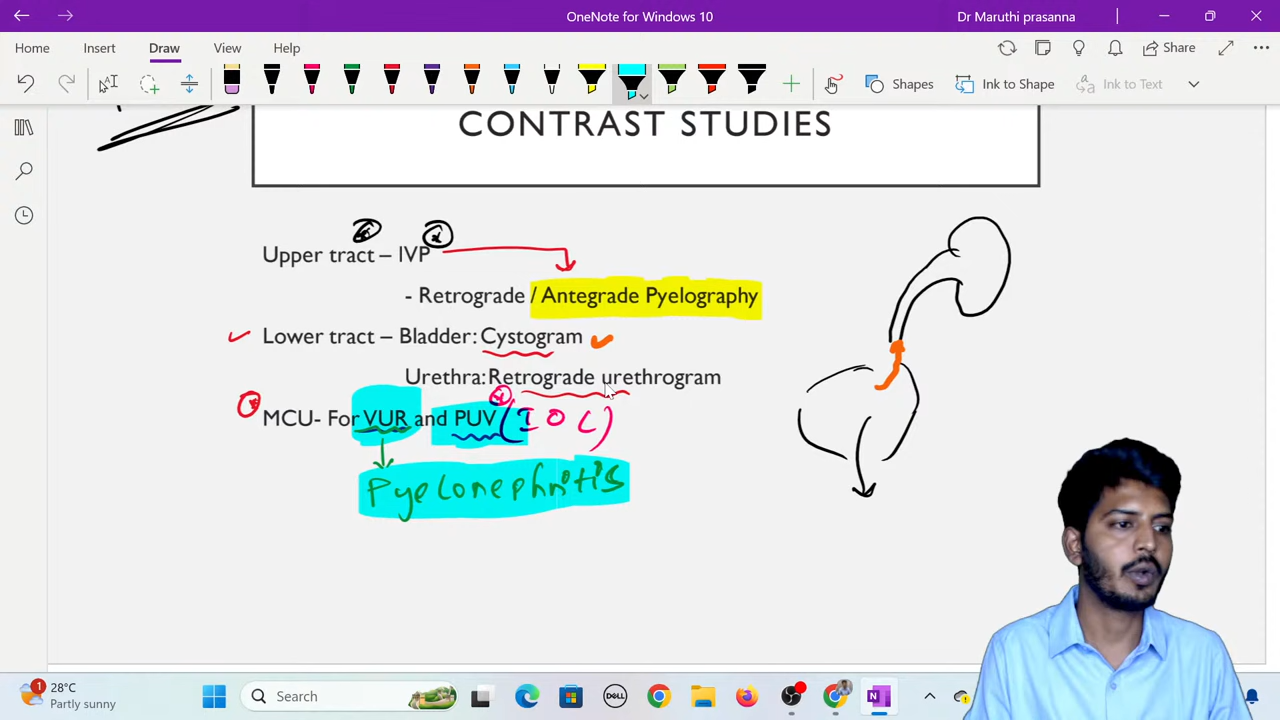 OneNote for Windows 10
Dr Maruthi prasanna
Home
Insert
Draw
View
Help
Share
Shapes
Ink to Shape
Ink to Text
CONTRAST STUDIES
Upper tract – IVP
- Retrograde / Antegrade Pyelography
Lower tract – Bladder: Cystogram
Urethra: Retrograde urethrogram
MCU- For VUR and PUV (IOC)
Pyelonephritis
1
28°C
Partly sunny
Search
DELL